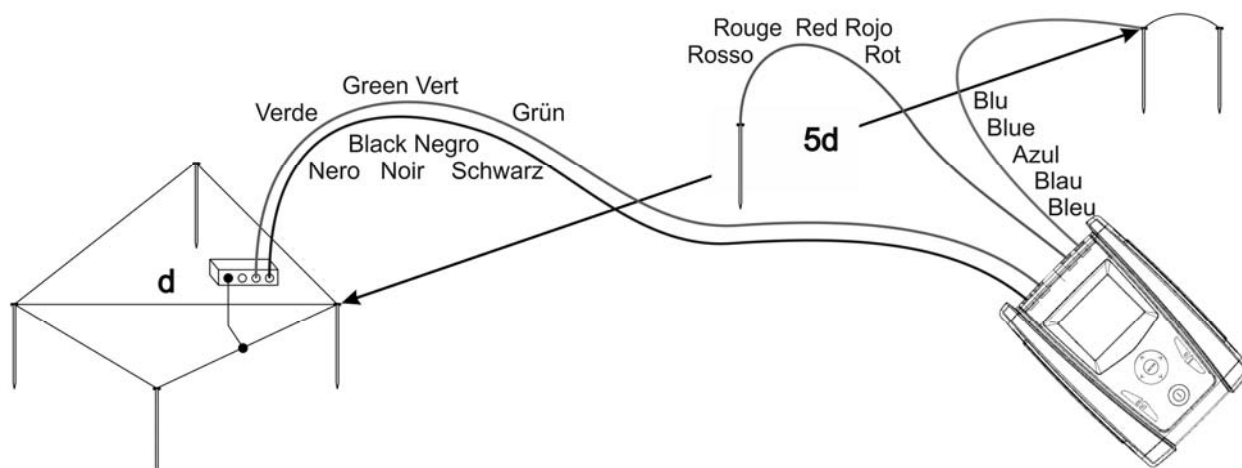 Rouge Red Rojo
Rosso Rot
Green Vert
Verde Grün
Black Negro
Nero Noir Schwarz
5d
Blu
Blue
Azul
Blau
Bleu
d